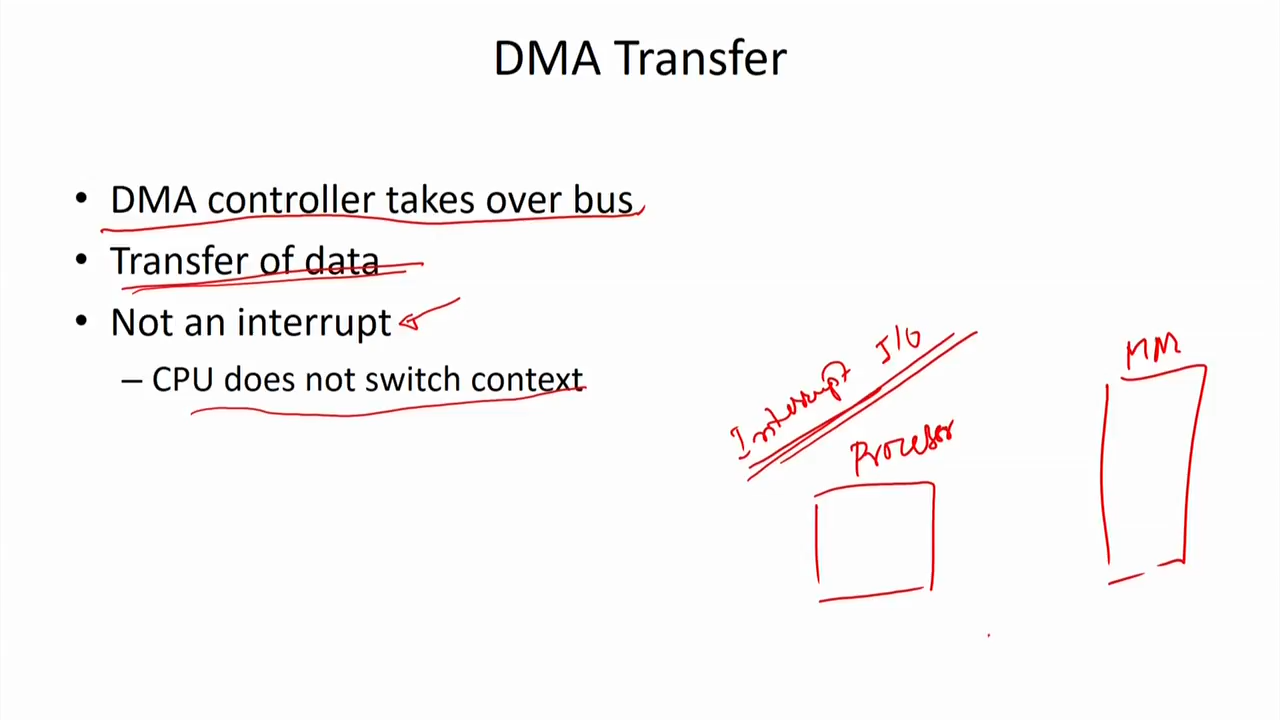 DMA Transfer
• DMA controller takes over bus
• Transfer of data
• Not an interrupt
– CPU does not switch context
Interrupt I/O
Procesor
MM